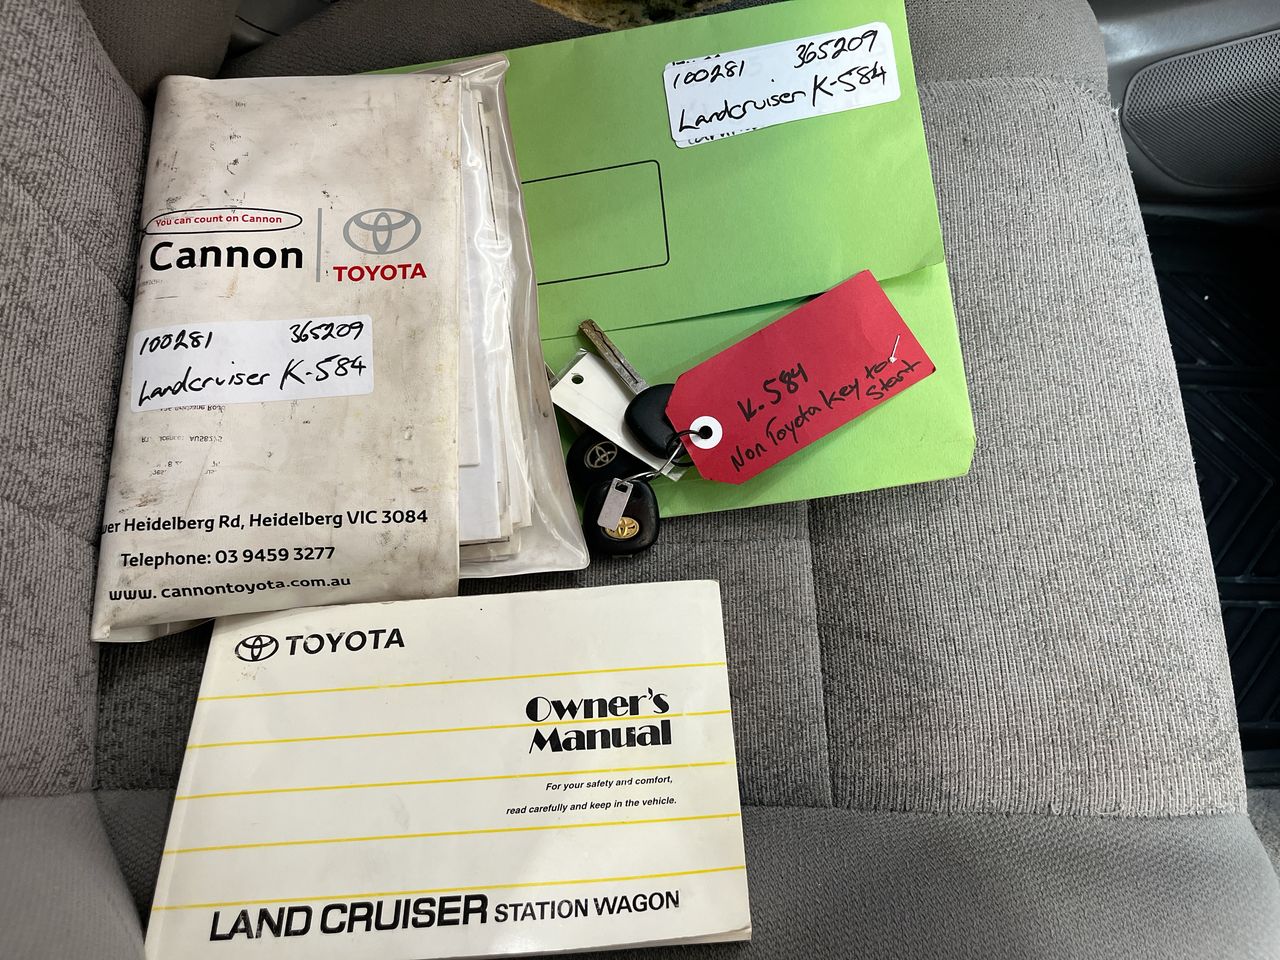 100281 365209
Landcruiser K-584
You can count on Cannon
Cannon
TOYOTA
100281 365209
Landcruiser K-584
Heidelberg Rd, Heidelberg VIC 3084
Telephone: 03 9459 3277
www. cannontoyota.com.au
K-584
Non Toyota Key to
Start
TOYOTA
Owner's
Manual
For your safety and comfort,
read carefully and keep in the vehicle.
LAND CRUISER STATION WAGON